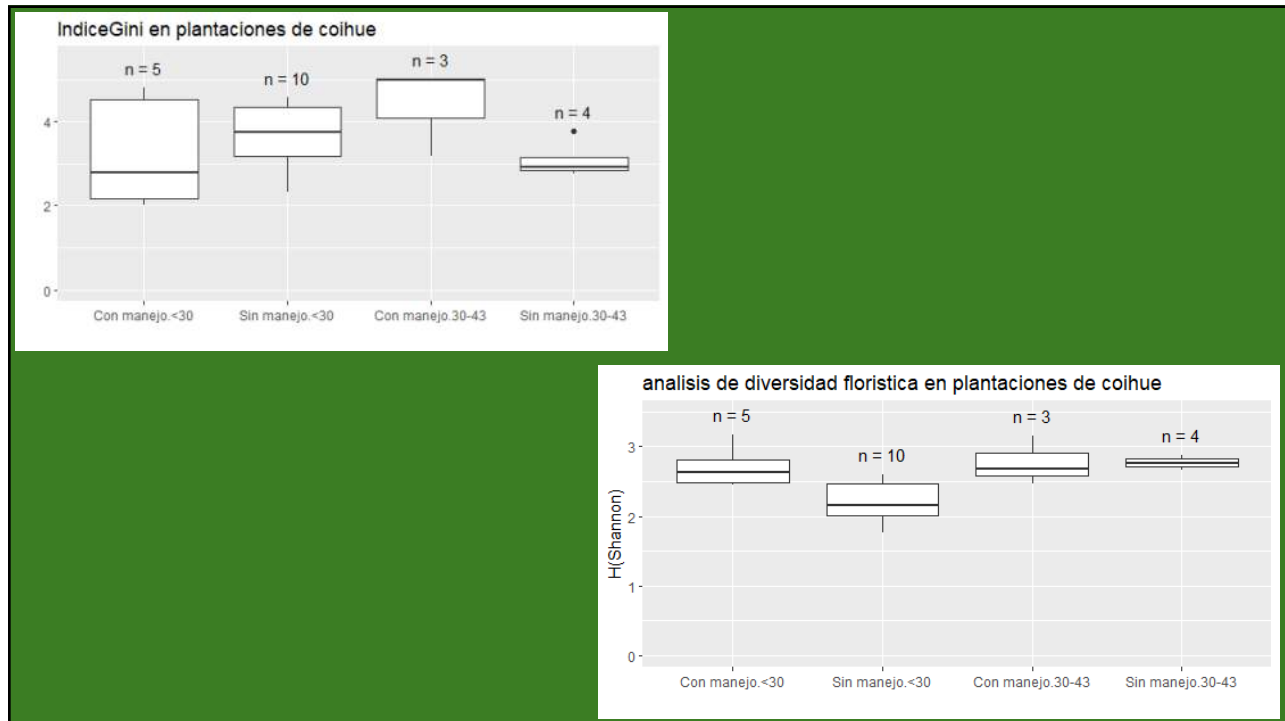 IndiceGini en plantaciones de coihue
n = 5
n = 10
n = 3
n = 4
4
2
0
Con manejo.<30
Sin manejo.<30
Con manejo.30-43
Sin manejo.30-43
analisis de diversidad floristica en plantaciones de coihue
n = 5
n = 10
n = 3
n = 4
H(Shannon)
3
2
1
0
Con manejo.<30
Sin manejo.<30
Con manejo.30-43
Sin manejo.30-43